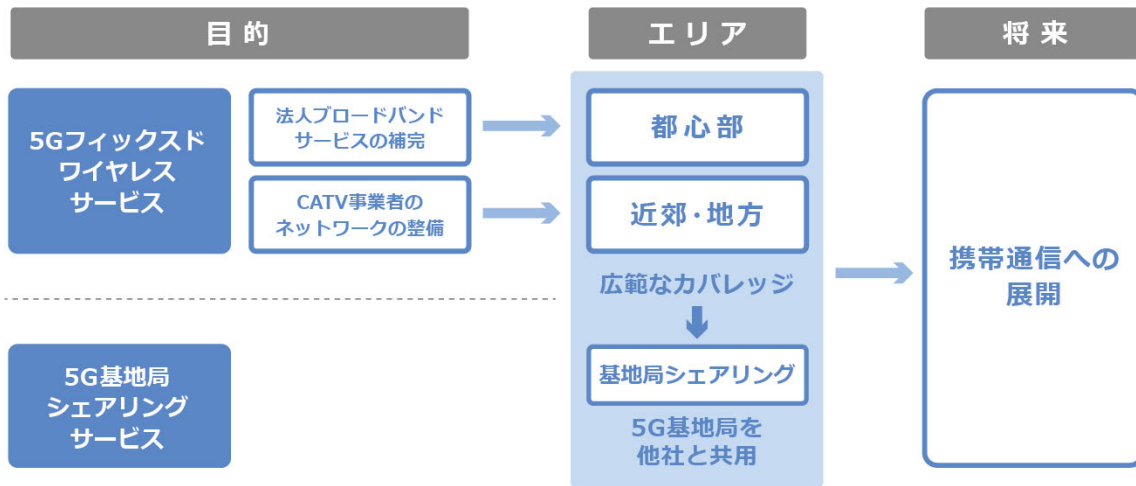 目的
エリア
将来
5Gフィックスド
ワイヤレス
サービス
法人ブロードバンド
サービスの補完
都心部
CATV事業者の
ネットワークの整備
近郊・地方
広範なカバレッジ
携帯通信への
展開
5G基地局
シェアリング
サービス
基地局シェアリング
5G基地局を
他社と共用